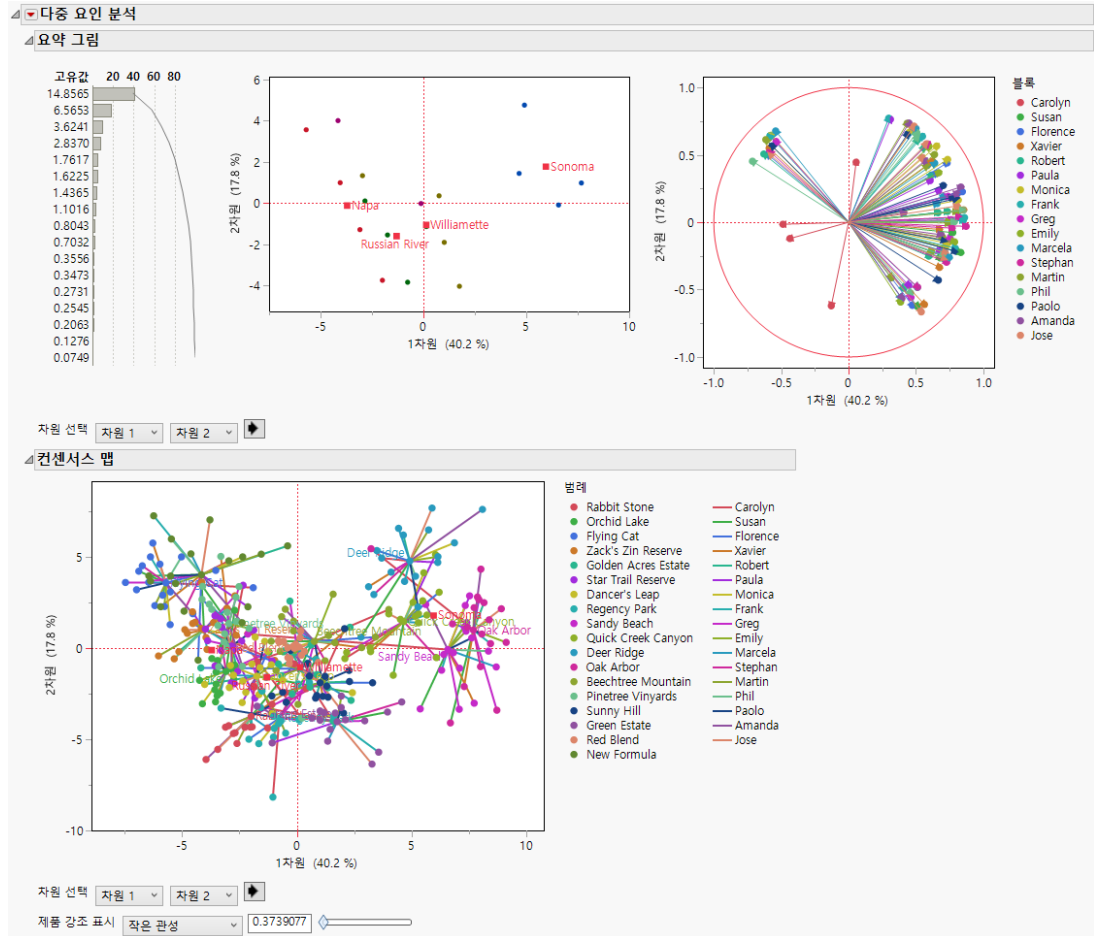 다중 요인 분석
요약 그림
고유값 20 40 60 80
14.8565
6.5653
3.6241
2.8370
1.7617
1.6225
1.4365
1.1016
0.8043
0.7032
0.3556
0.3473
0.2731
0.2545
0.2063
0.1276
0.0749
2차원 (17.8 %)
6
4
2
0
-2
-4
Sonoma
Napa
Williamette
Russian River
-5 0 5 10
1차원 (40.2 %)
2차원 (17.8 %)
1.0
0.5
0
-0.5
-1.0
-1.0 -0.5 0 0.5 1.0
1차원 (40.2 %)
블록
Carolyn
Susan
Florence
Xavier
Robert
Paula
Monica
Frank
Greg
Emily
Marcela
Stephan
Martin
Phil
Paolo
Amanda
Jose
차원 선택 차원 1 차원 2
컨센서스 맵
2차원 (17.8 %)
5
0
-5
-10
Deer Ridge
Sonoma
Oak Arbor
Sandy Beach
Beechtree Mountain
-5 0 5 10
1차원 (40.2 %)
범례
Rabbit Stone
Orchid Lake
Flying Cat
Zack's Zin Reserve
Golden Acres Estate
Star Trail Reserve
Dancer's Leap
Regency Park
Sandy Beach
Quick Creek Canyon
Deer Ridge
Oak Arbor
Beechtree Mountain
Pinetree Vinyards
Sunny Hill
Green Estate
Red Blend
New Formula
Carolyn
Susan
Florence
Xavier
Robert
Paula
Monica
Frank
Greg
Emily
Marcela
Stephan
Martin
Phil
Paolo
Amanda
Jose
차원 선택 차원 1 차원 2
제품 강조 표시 작은 관성 0.3739077